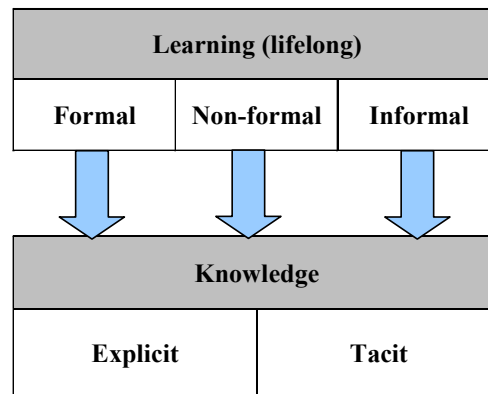 Learning (lifelong)
Formal Non-formal Informal
Knowledge
Explicit Tacit